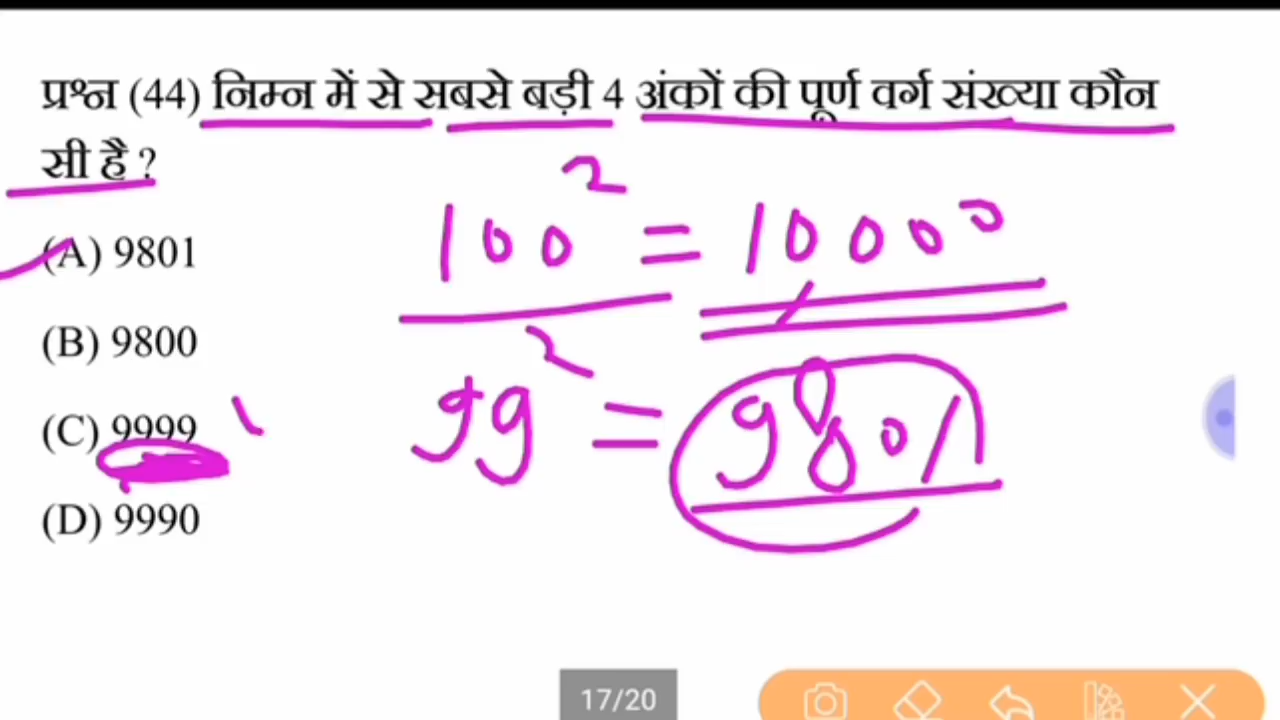 प्रश्न (44) निम्न में से सबसे बड़ी 4 अंकों की पूर्ण वर्ग संख्या कौन
सी है ?
100² = 10000
(A) 9801
(B) 9800
99² = 9801
(C) 9999
(D) 9990
17/20